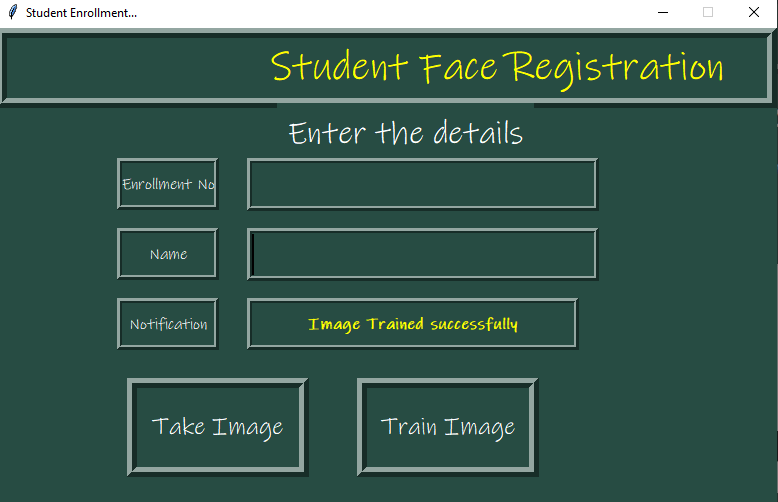 Student Enrollment...
Student Face Registration
Enter the details
Enrollment No
Name
Notification
Image Trained successfully
Take Image
Train Image